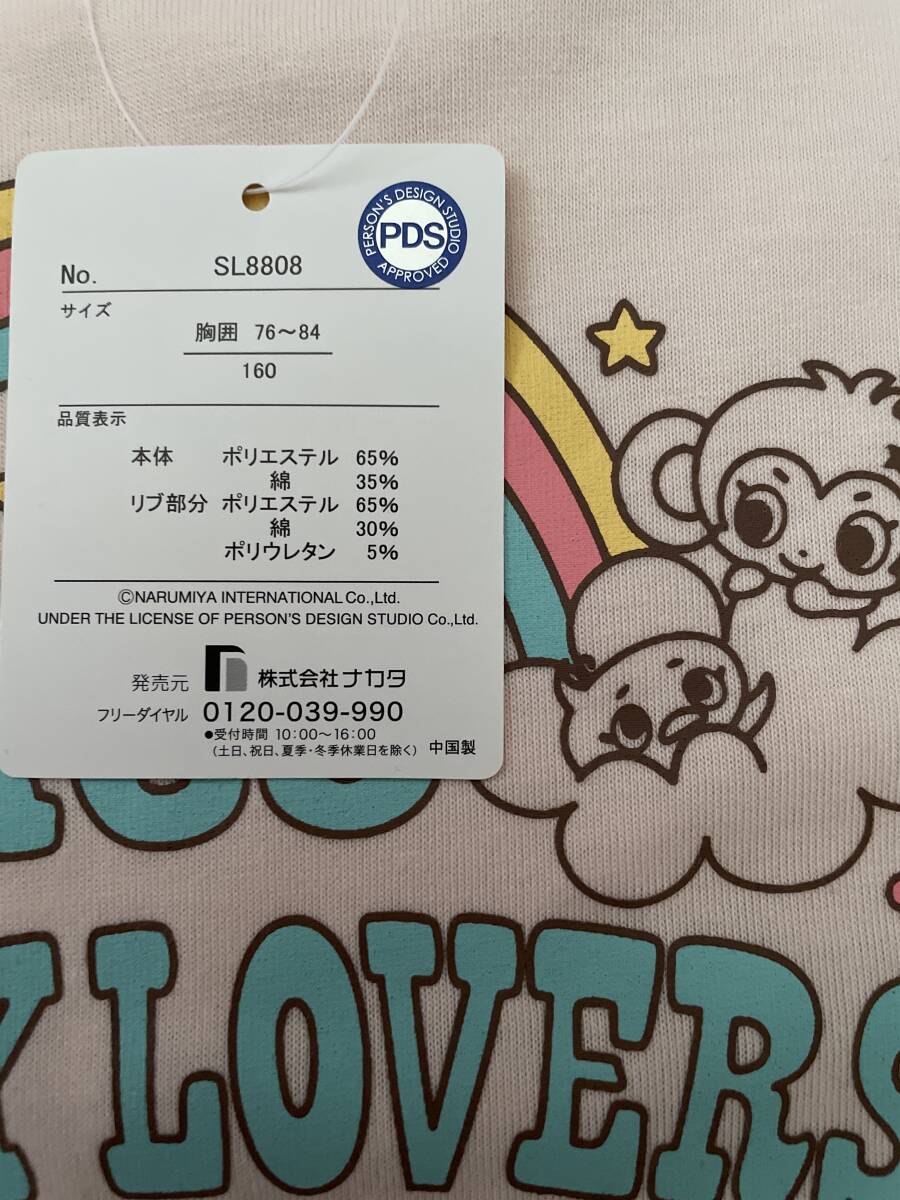 PERSON'S DESIGN STUDIO
PDS
APPROVED
No. SL8808
サイズ
胸囲 76～84
160
品質表示
本体 ポリエステル 65%
綿 35%
リブ部分 ポリエステル 65%
綿 30%
ポリウレタン 5%
©NARUMIYA INTERNATIONAL Co.,Ltd.
UNDER THE LICENSE OF PERSON'S DESIGN STUDIO Co.,Ltd.
発売元 株式会社ナカタ
フリーダイヤル 0120-039-990
●受付時間 10:00～16:00
(土日、祝日、夏季・冬季休業日を除く) 中国製
Y LOVERS